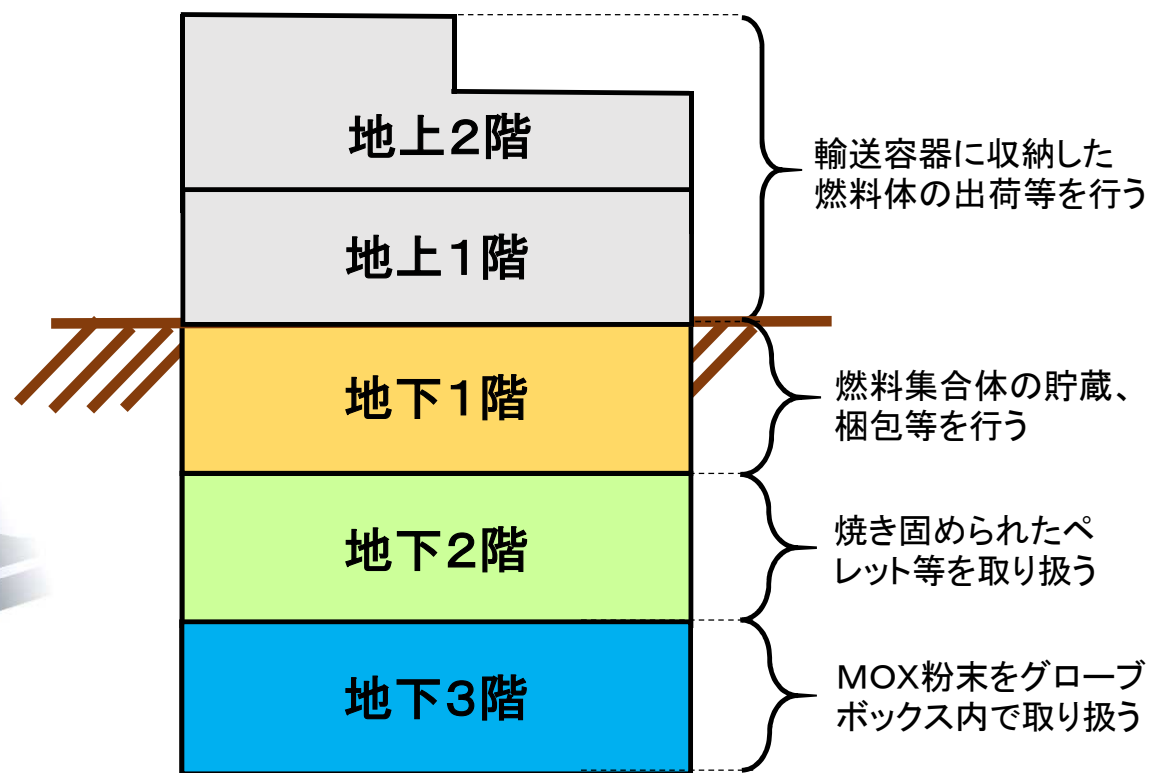 地上２階
輸送容器に収納した
燃料体の出荷等を行う
地上１階
地下１階
燃料集合体の貯蔵、
梱包等を行う
地下２階
焼き固められたペ
レット等を取り扱う
地下３階
ＭＯＸ粉末をグローブ
ボックス内で取り扱う